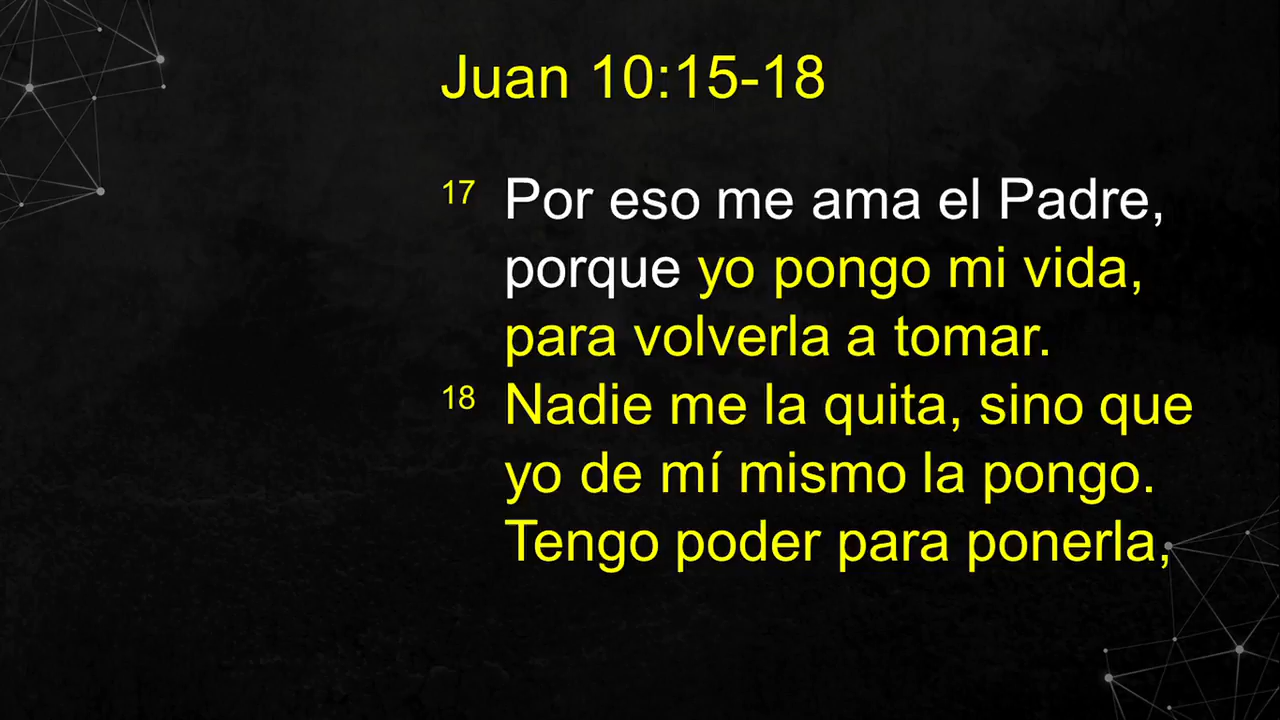 Juan 10:15-18
17 Por eso me ama el Padre,
porque yo pongo mi vida,
para volverla a tomar.
18 Nadie me la quita, sino que
yo de mí mismo la pongo.
Tengo poder para ponerla,